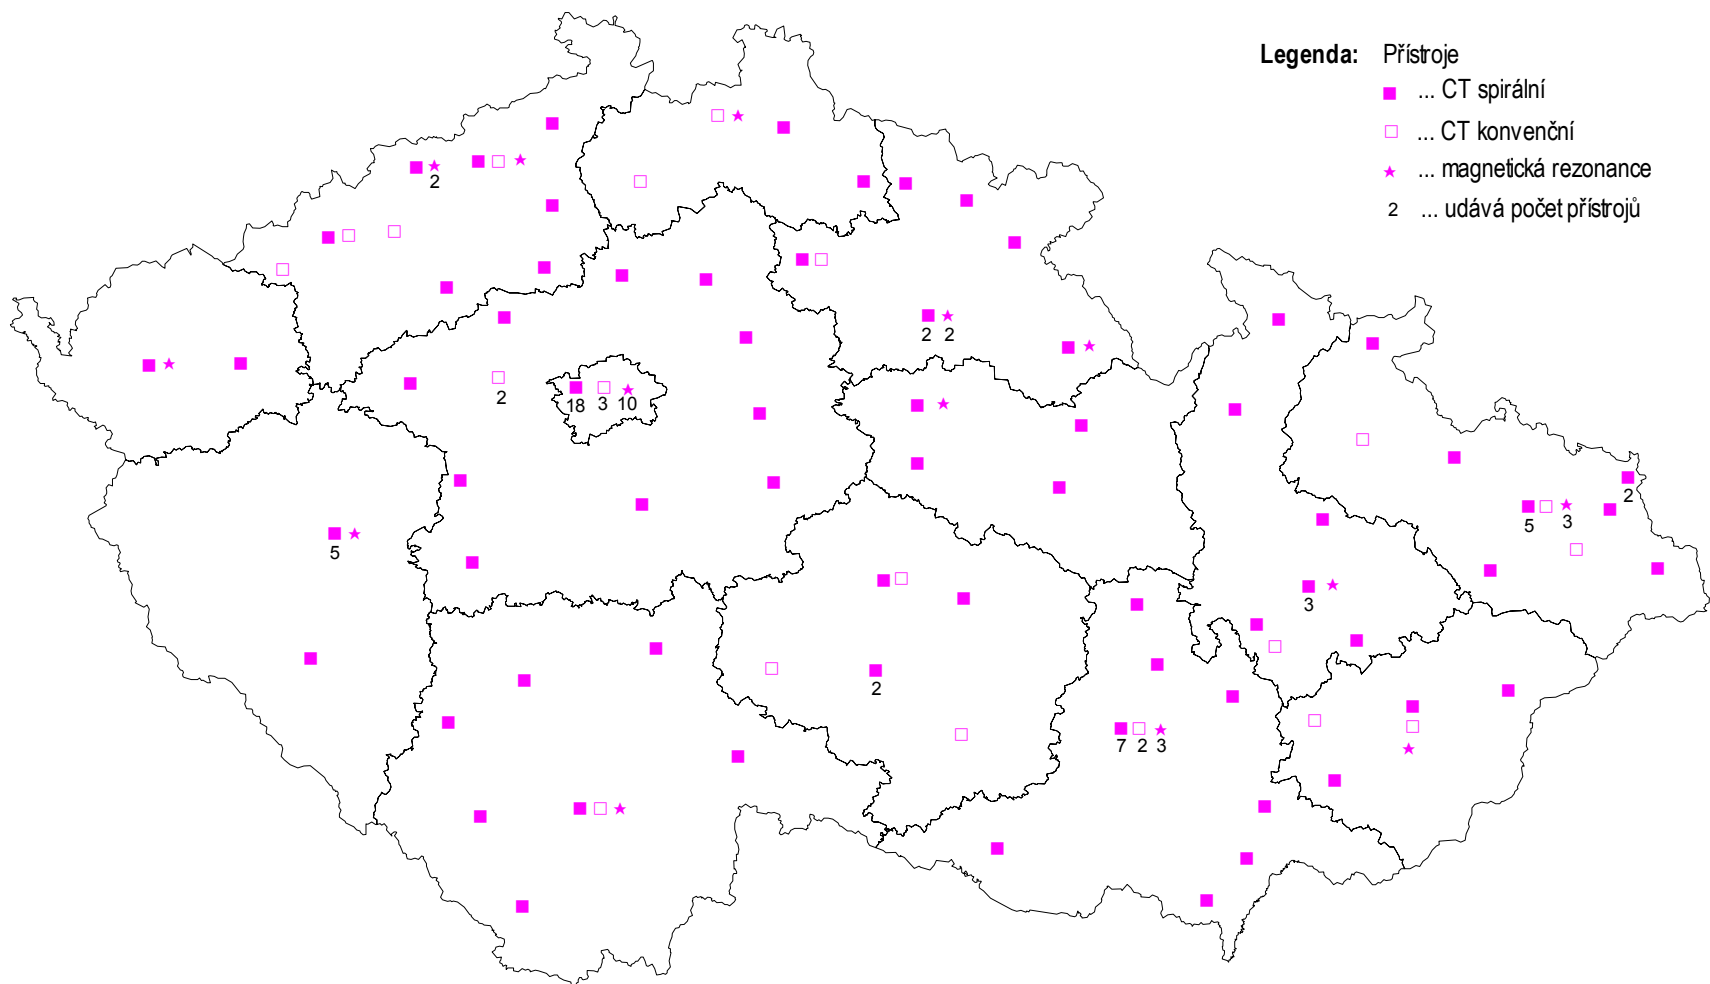 Legenda: Přístroje
... CT spirální
... CT konvenční
... magnetická rezonance
2 ... udává počet přístrojů
2
2 2
2
18 3 10
2
5 3
5
3
2
7 2 3